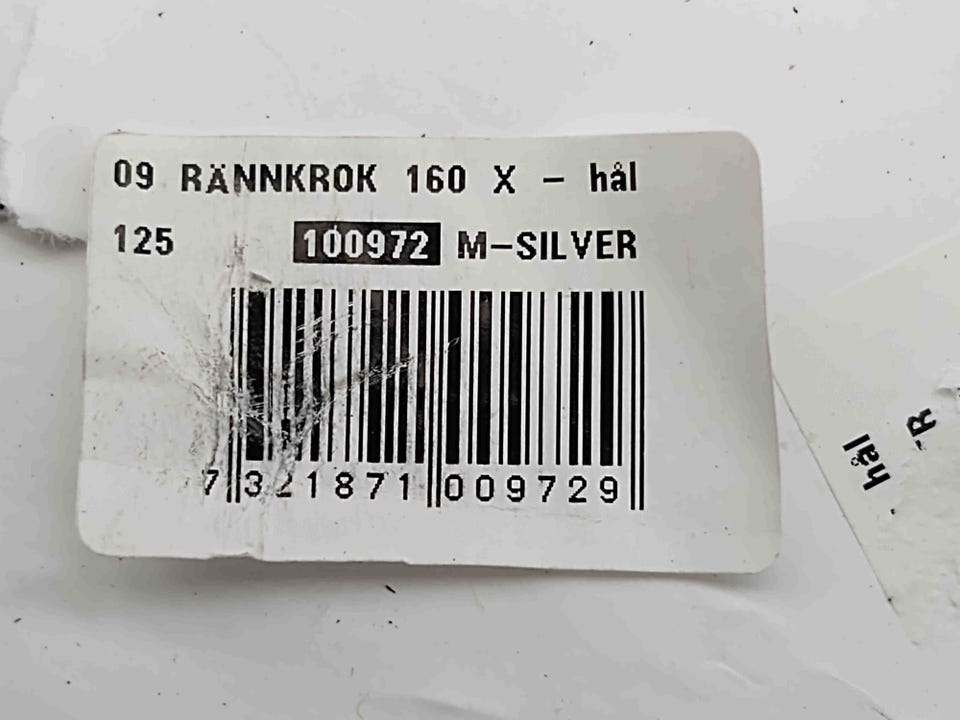 09 RÄNNKROK 160 X - hål
125 100972 M-SILVER
7 321871 009729
hål
-R